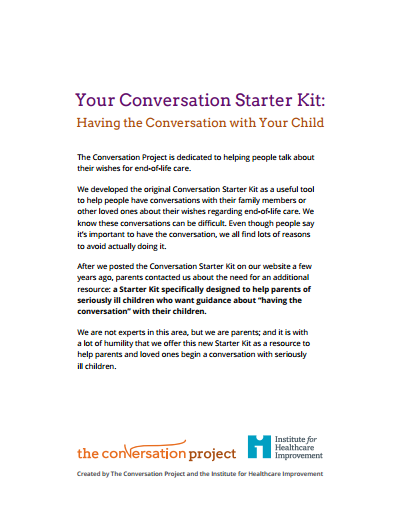 Your Conversation Starter Kit:
Having the Conversation with Your Child
The Conversation Project is dedicated to helping people talk about
their wishes for end-of-life care.
We developed the original Conversation Starter Kit as a useful tool
to help people have conversations with their family members or
other loved ones about their wishes regarding end-of-life care. We
know these conversations can be difficult. Even though people say
it's important to have the conversation, we all find lots of reasons
to avoid actually doing it.
After we posted the Conversation Starter Kit on our website a few
years ago, parents contacted us about the need for an additional
resource: a Starter Kit specifically designed to help parents of
seriously ill children who want guidance about "having the
conversation" with their children.
We are not experts in this area, but we are parents; and it is with
a lot of humility that we offer this new Starter Kit as a resource to
help parents and loved ones begin a conversation with seriously
ill children.
the conversation project
Institute for
Healthcare
Improvement
Created by The Conversation Project and the Institute for Healthcare Improvement